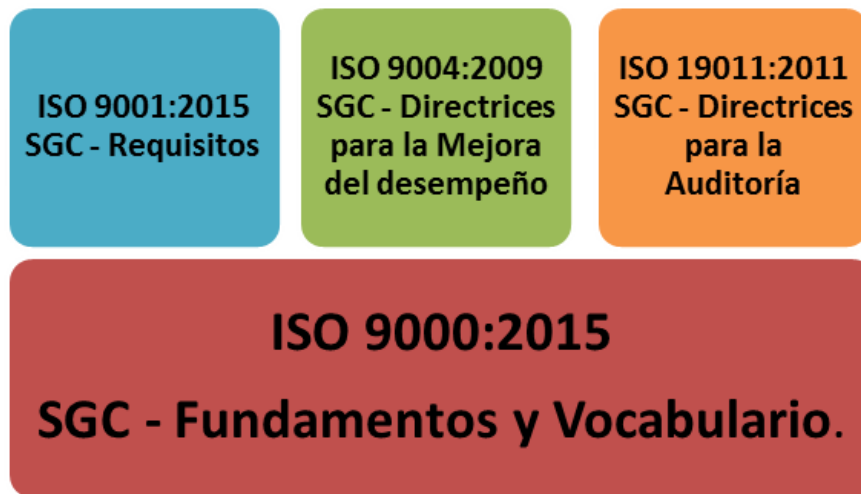 ISO 9001:2015
SGC - Requisitos
ISO 9004:2009
SGC - Directrices
para la Mejora
del desempeño
ISO 19011:2011
SGC - Directrices
para la
Auditoría
ISO 9000:2015
SGC - Fundamentos y Vocabulario.